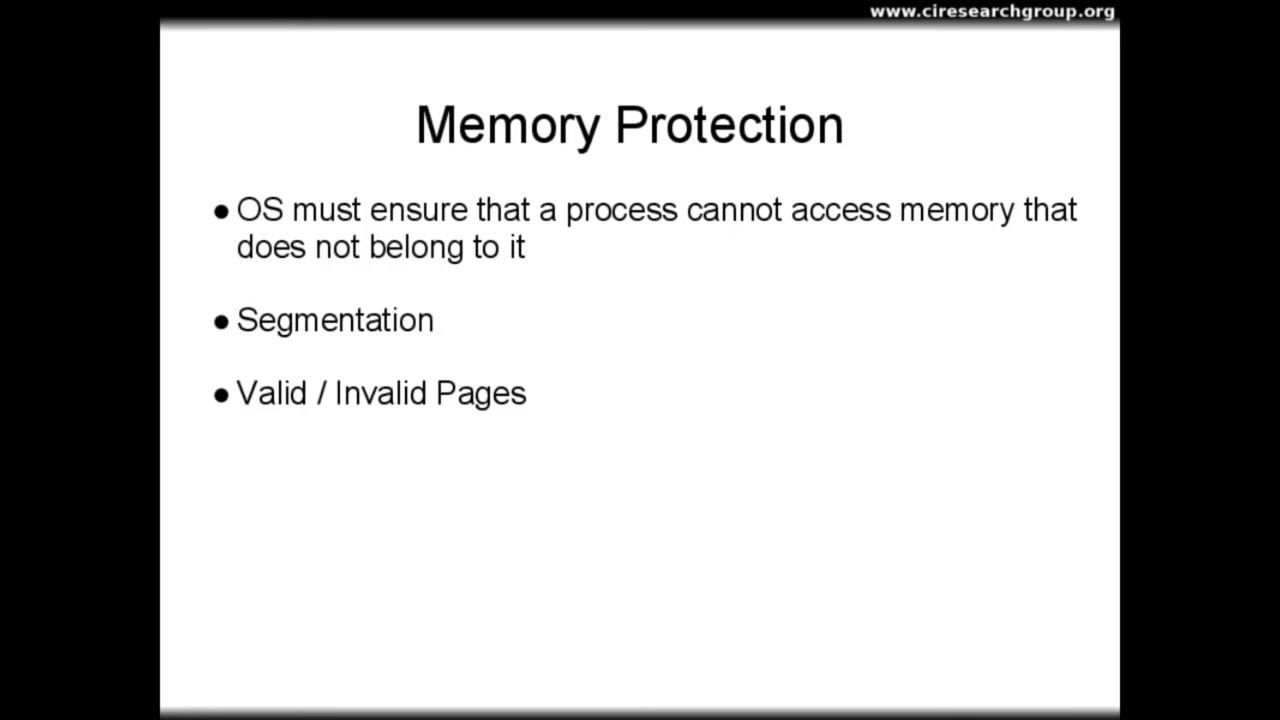 www.ciresearchgroup.org
Memory Protection
● OS must ensure that a process cannot access memory that
does not belong to it
● Segmentation
● Valid / Invalid Pages